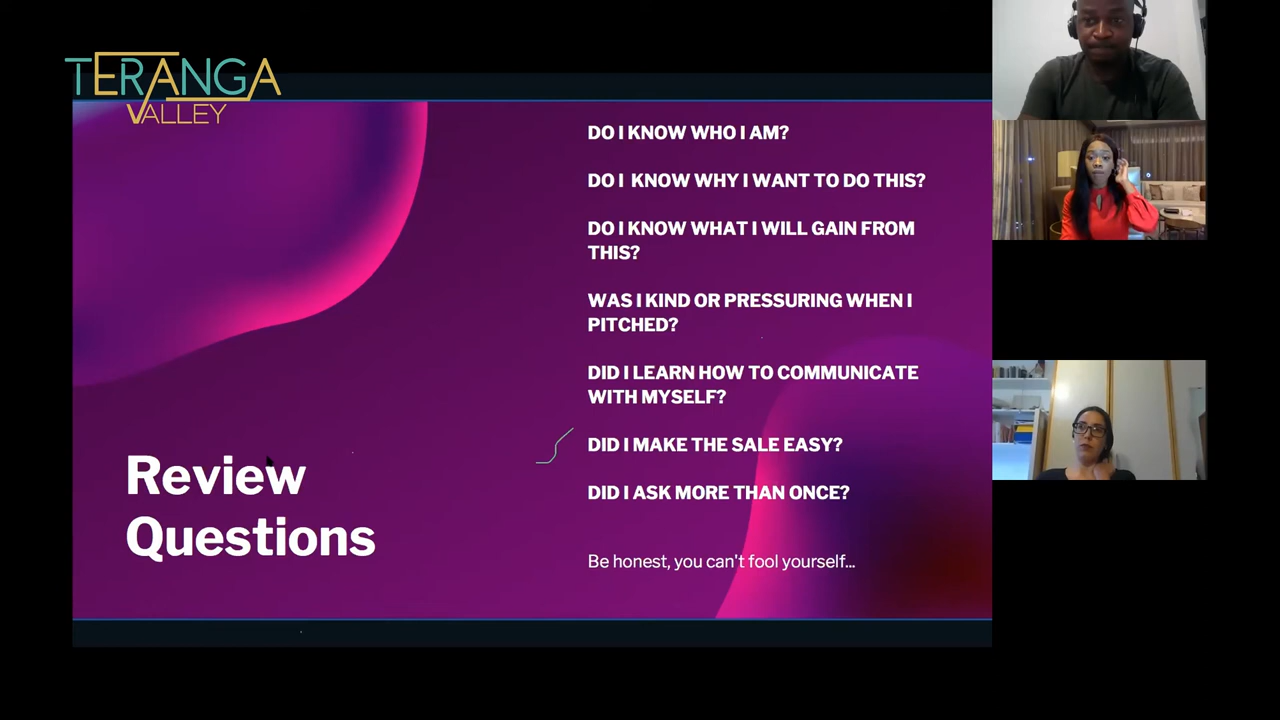 TERANGA
VALLEY
DO I KNOW WHO I AM?
DO I  KNOW WHY I WANT TO DO THIS?
DO I KNOW WHAT I WILL GAIN FROM
THIS?
WAS I KIND OR PRESSURING WHEN I
PITCHED?
DID I LEARN HOW TO COMMUNICATE
WITH MYSELF?
DID I MAKE THE SALE EASY?
DID I ASK MORE THAN ONCE?
Be honest, you can't fool yourself...
Review
Questions